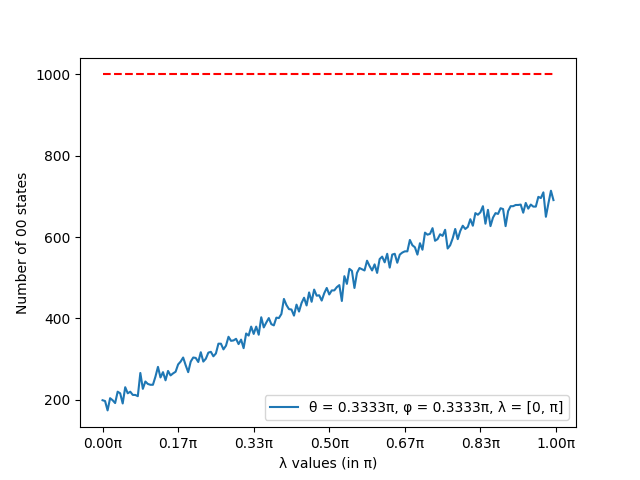 1000
800
600
400
200
Number of 00 states
θ = 0.3333π, φ = 0.3333π, λ = [0, π]
0.00π 0.17π 0.33π 0.50π 0.67π 0.83π 1.00π
λ values (in π)